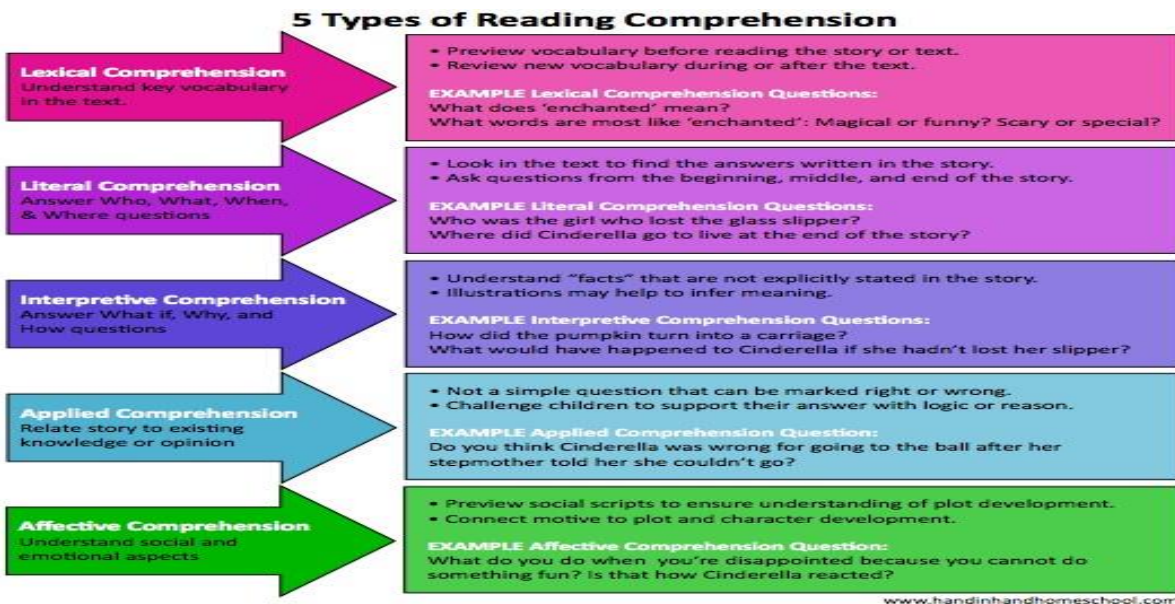 5 Types of Reading Comprehension
Lexical Comprehension
Understand key vocabulary
in the text.
• Preview vocabulary before reading the story or text.
• Review new vocabulary during or after the text.
EXAMPLE Lexical Comprehension Questions:
What does 'enchanted' mean?
What words are most like 'enchanted': Magical or funny? Scary or special?
Literal Comprehension
Answer Who, What, When,
& Where questions
• Look in the text to find the answers written in the story.
• Ask questions from the beginning, middle, and end of the story.
EXAMPLE Literal Comprehension Questions:
Who was the girl who lost the glass slipper?
Where did Cinderella go to live at the end of the story?
Interpretive Comprehension
Answer What if, Why, and
How questions
• Understand "facts" that are not explicitly stated in the story.
• Illustrations may help to infer meaning.
EXAMPLE Interpretive Comprehension Questions:
How did the pumpkin turn into a carriage?
What would have happened to Cinderella if she hadn't lost her slipper?
Applied Comprehension
Relate story to existing
knowledge or opinion
• Not a simple question that can be marked right or wrong.
• Challenge children to support their answer with logic or reason.
EXAMPLE Applied Comprehension Question:
Do you think Cinderella was wrong for going to the ball after her
stepmother told her she couldn't go?
Affective Comprehension
Understand social and
emotional aspects
• Preview social scripts to ensure understanding of plot development.
• Connect motive to plot and character development.
EXAMPLE Affective Comprehension Question:
What do you do when you're disappointed because you cannot do
something fun? Is that how Cinderella reacted?
www.handinhandhomeschool.com